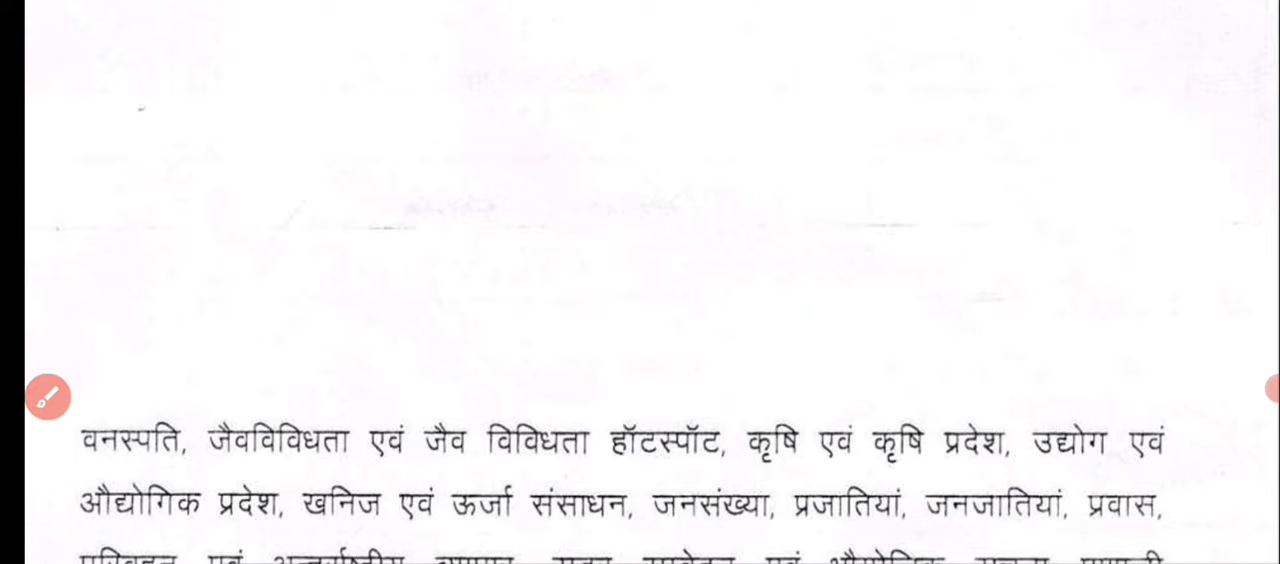 वनस्पति, जैवविविधता एवं जैव विविधता हॉटस्पॉट, कृषि एवं कृषि प्रदेश, उद्योग एवं
औद्योगिक प्रदेश, खनिज एवं ऊर्जा संसाधन, जनसंख्या, प्रजातियां, जनजातियां, प्रवास,